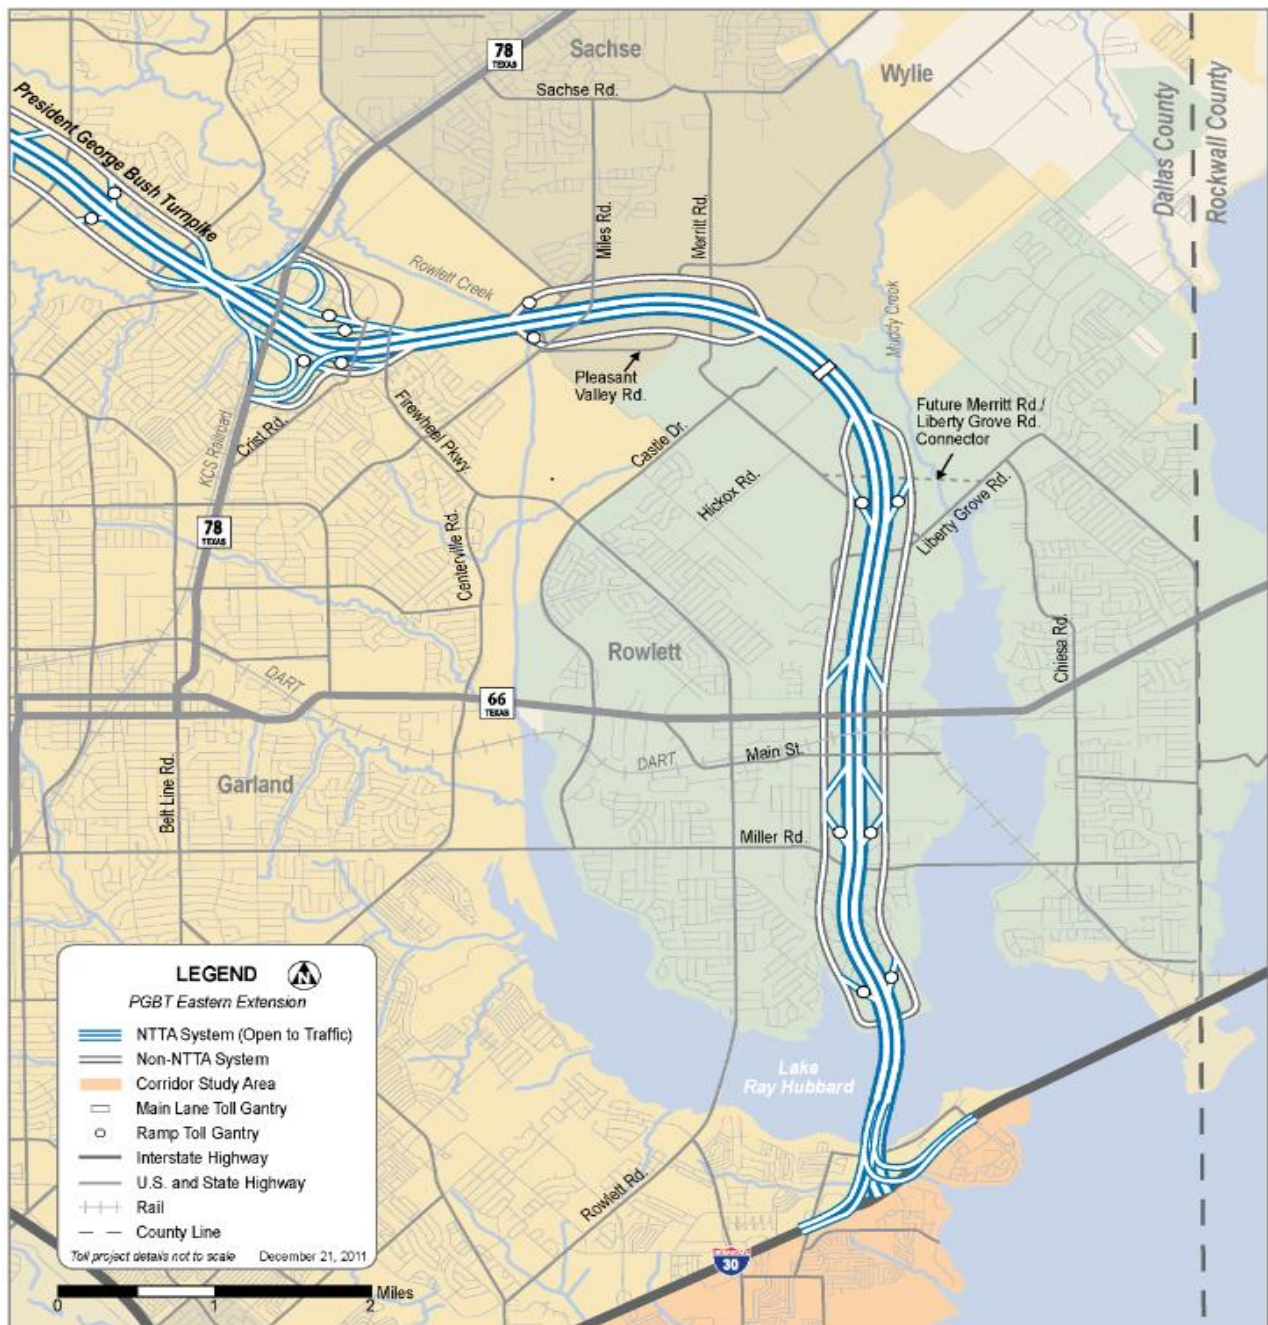 78
TEXAS
Sachse
Wylie
Sachse Rd.
Dallas County
Rockwall County
President George Bush Turnpike
Miles Rd.
Merritt Rd.
Rowlett Creek
Muddy Creek
Pleasant
Valley Rd.
Future Merritt Rd./
Liberty Grove Rd.
Connector
Firewheel Pkwy.
Crist Rd.
KCS Railroad
Castle Dr.
Hickox Rd.
Liberty Grove Rd.
78
TEXAS
Centerville Rd.
Chiesa Rd.
Rowlett
DART
66
TEXAS
DART
Main St.
Garland
Belt Line Rd.
Miller Rd.
Lake
Ray Hubbard
Rowlett Rd.
30
LEGEND
N
PGBT Eastern Extension
NTTA System (Open to Traffic)
Non-NTTA System
Corridor Study Area
Main Lane Toll Gantry
Ramp Toll Gantry
Interstate Highway
U.S. and State Highway
Rail
County Line
Toll project details not to scale December 21, 2011
Miles
0 1 2